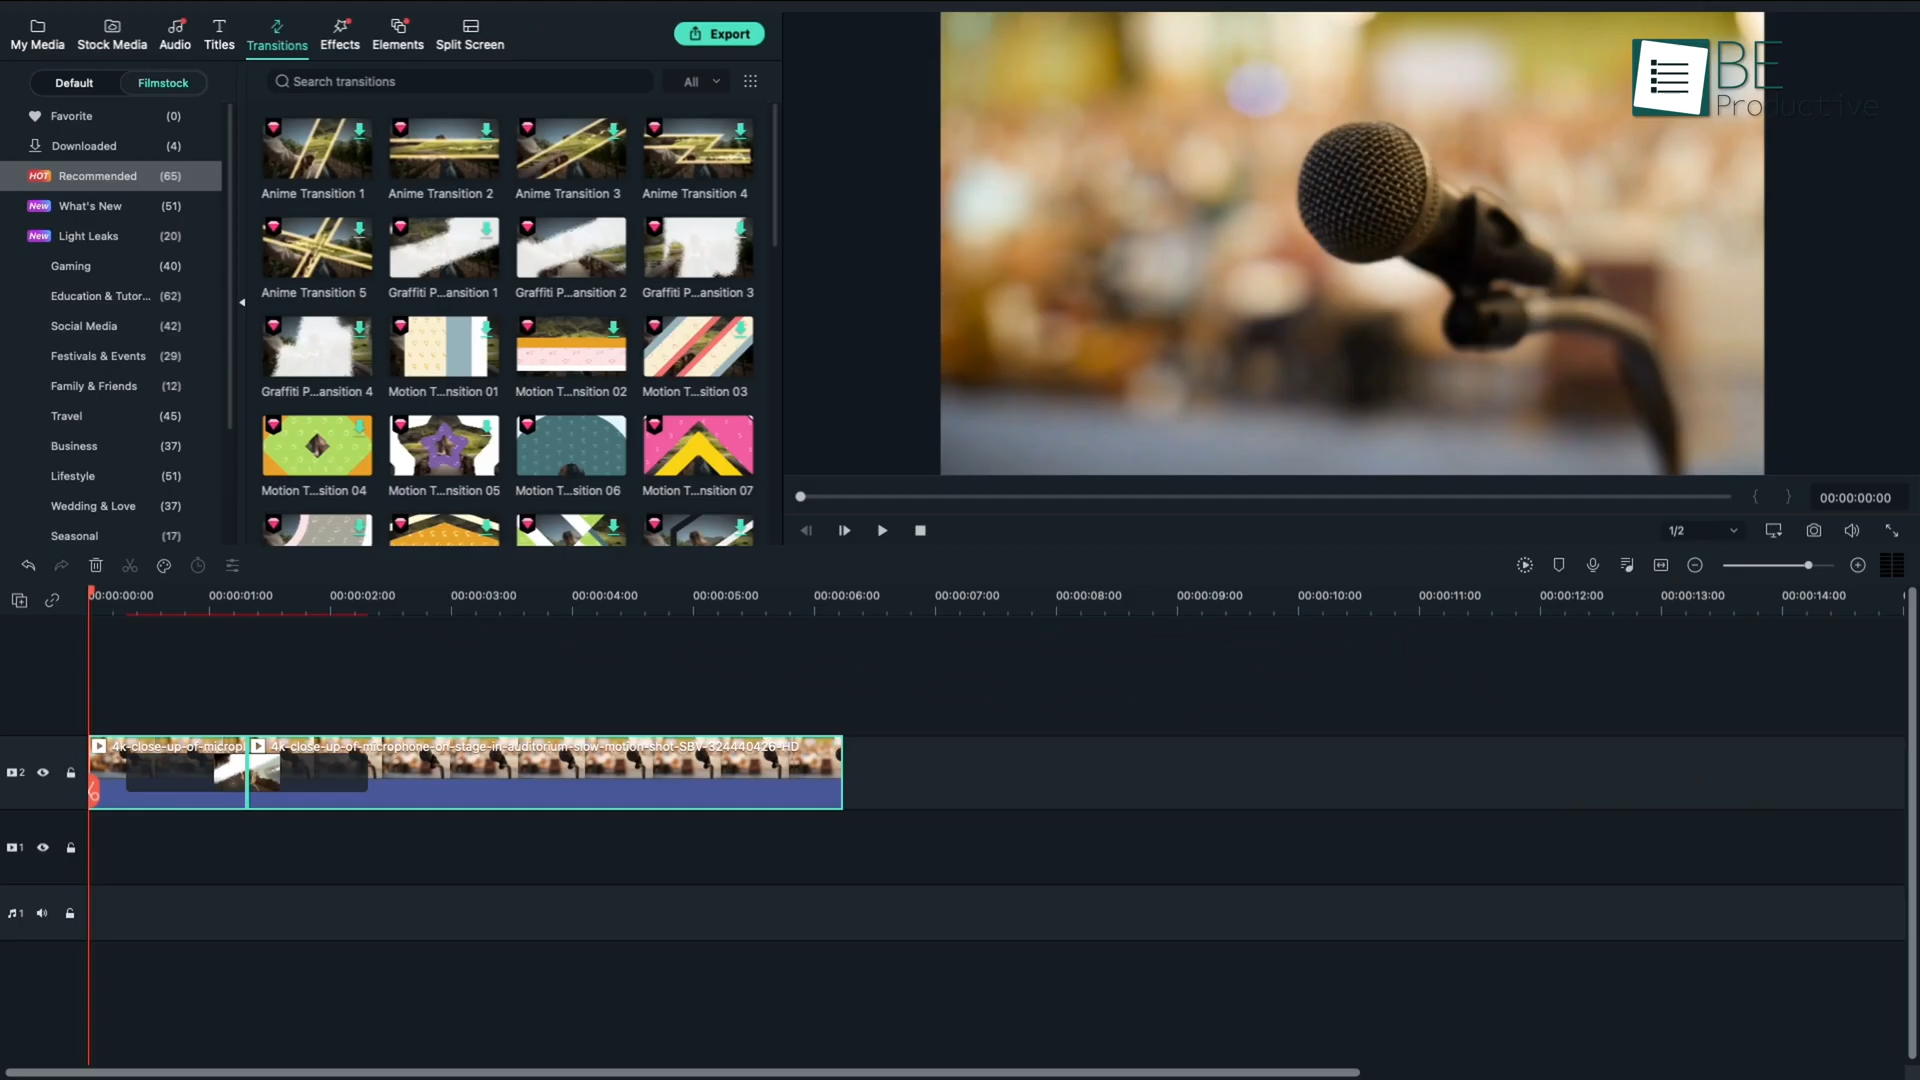 My Media
Stock Media
Audio
Titles
Transitions
Effects
Elements
Split Screen
Export
BE
Productive
Default
Filmstock
Search transitions
All
Favorite (0)
Downloaded (4)
HOT Recommended (65)
New What's New (51)
New Light Leaks (20)
Gaming (40)
Education & Tutor... (62)
Social Media (42)
Festivals & Events (29)
Family & Friends (12)
Travel (45)
Business (37)
Lifestyle (51)
Wedding & Love (37)
Seasonal (17)
Anime Transition 1
Anime Transition 2
Anime Transition 3
Anime Transition 4
Anime Transition 5
Graffiti P...ansition 1
Graffiti P...ansition 2
Graffiti P...ansition 3
Graffiti P...ansition 4
Motion T...nsition 01
Motion T...sition 02
Motion T...sition 03
Motion T...sition 04
Motion T...nsition 05
Motion T...sition 06
Motion T...nsition 07
{ } 00:00:00:00
1/2
00:00:00:00
00:00:01:00
00:00:02:00
00:00:03:00
00:00:04:00
00:00:05:00
00:00:06:00
00:00:07:00
00:00:08:00
00:00:09:00
00:00:10:00
00:00:11:00
00:00:12:00
00:00:13:00
00:00:14:00
4k-close-up-of-microp
4k-close-up-of-microphone-on-stage-in-auditorium-slow-motion-shot-SBV-324440426-HD
2
1
1